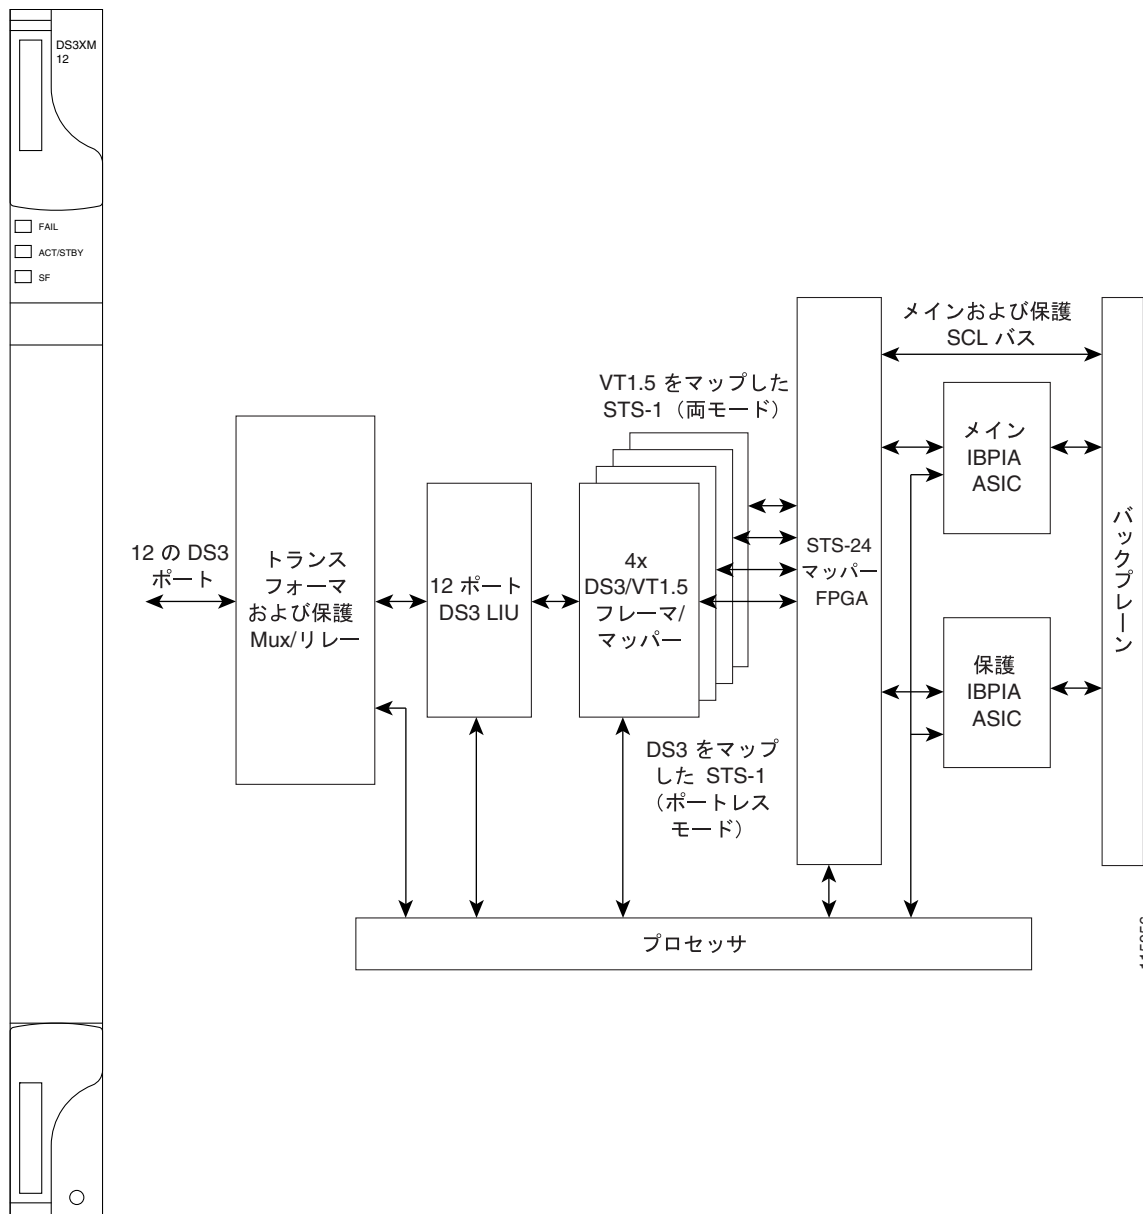 DS3XM
12
FAIL
ACT/STBY
SF
メインおよび保護
SCL バス
VT1.5 をマップした
STS-1（両モード）
12 の DS3
ポート
トランス
フォーマ
および保護
Mux/リレー
12 ポート
DS3 LIU
4x
DS3/VT1.5
フレーマ/
マッパー
STS-24
マッパー
FPGA
メイン
IBPIA
ASIC
保護
IBPIA
ASIC
バックプレーン
DS3 をマップ
した STS-1
（ポートレス
モード）
プロセッサ